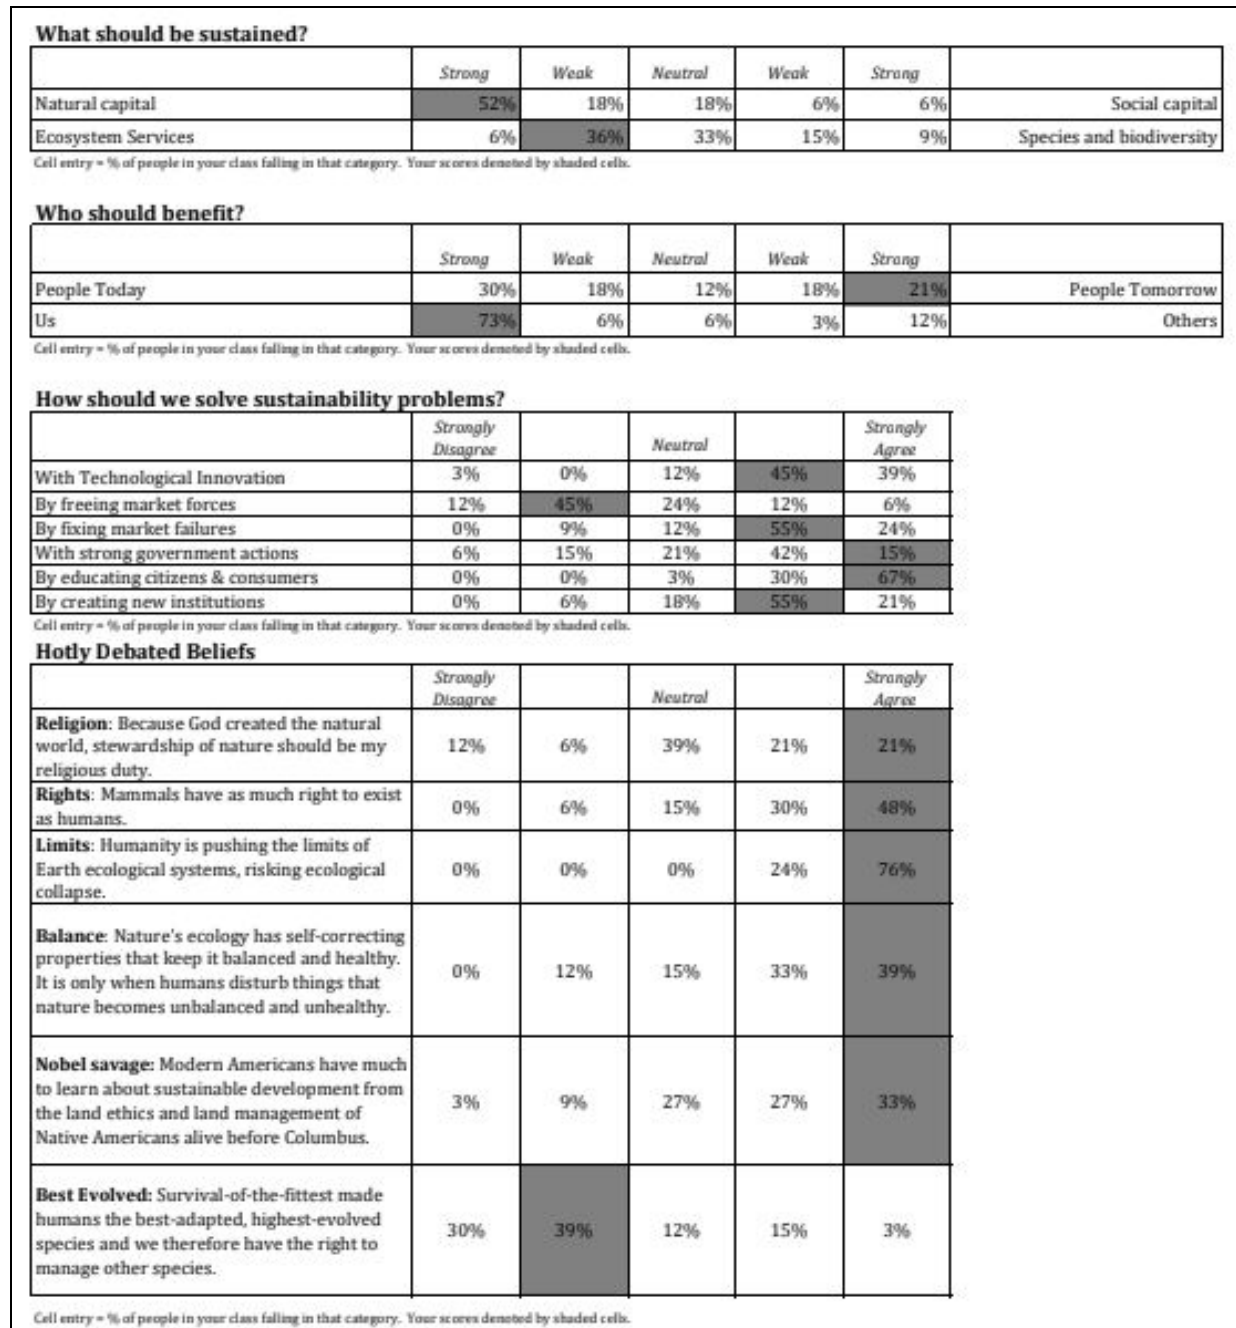 What should be sustained?
Strong Weak Neutral Weak Strong
Natural capital 52% 18% 18% 6% 6% Social capital
Ecosystem Services 6% 36% 33% 15% 9% Species and biodiversity
Cell entry = % of people in your class falling in that category. Your scores denoted by shaded cells.
Who should benefit?
Strong Weak Neutral Weak Strong
People Today 30% 18% 12% 18% 21% People Tomorrow
Us 73% 6% 6% 3% 12% Others
Cell entry = % of people in your class falling in that category. Your scores denoted by shaded cells.
How should we solve sustainability problems?
Strongly Disagree Neutral Strongly Agree
With Technological Innovation 3% 0% 12% 45% 39%
By freeing market forces 12% 45% 24% 12% 6%
By fixing market failures 0% 9% 12% 55% 24%
With strong government actions 6% 15% 21% 42% 15%
By educating citizens & consumers 0% 0% 3% 30% 67%
By creating new institutions 0% 6% 18% 55% 21%
Cell entry = % of people in your class falling in that category. Your scores denoted by shaded cells.
Hotly Debated Beliefs
Strongly Disagree Neutral Strongly Agree
Religion: Because God created the natural
world, stewardship of nature should be my
religious duty.
12% 6% 39% 21% 21%
Rights: Mammals have as much right to exist
as humans.
0% 6% 15% 30% 48%
Limits: Humanity is pushing the limits of
Earth ecological systems, risking ecological
collapse.
0% 0% 0% 24% 76%
Balance: Nature's ecology has self-correcting
properties that keep it balanced and healthy.
It is only when humans disturb things that
nature becomes unbalanced and unhealthy.
0% 12% 15% 33% 39%
Nobel savage: Modern Americans have much
to learn about sustainable development from
the land ethics and land management of
Native Americans alive before Columbus.
3% 9% 27% 27% 33%
Best Evolved: Survival-of-the-fittest made
humans the best-adapted, highest-evolved
species and we therefore have the right to
manage other species.
30% 39% 12% 15% 3%
Cell entry = % of people in your class falling in that category. Your scores denoted by shaded cells.